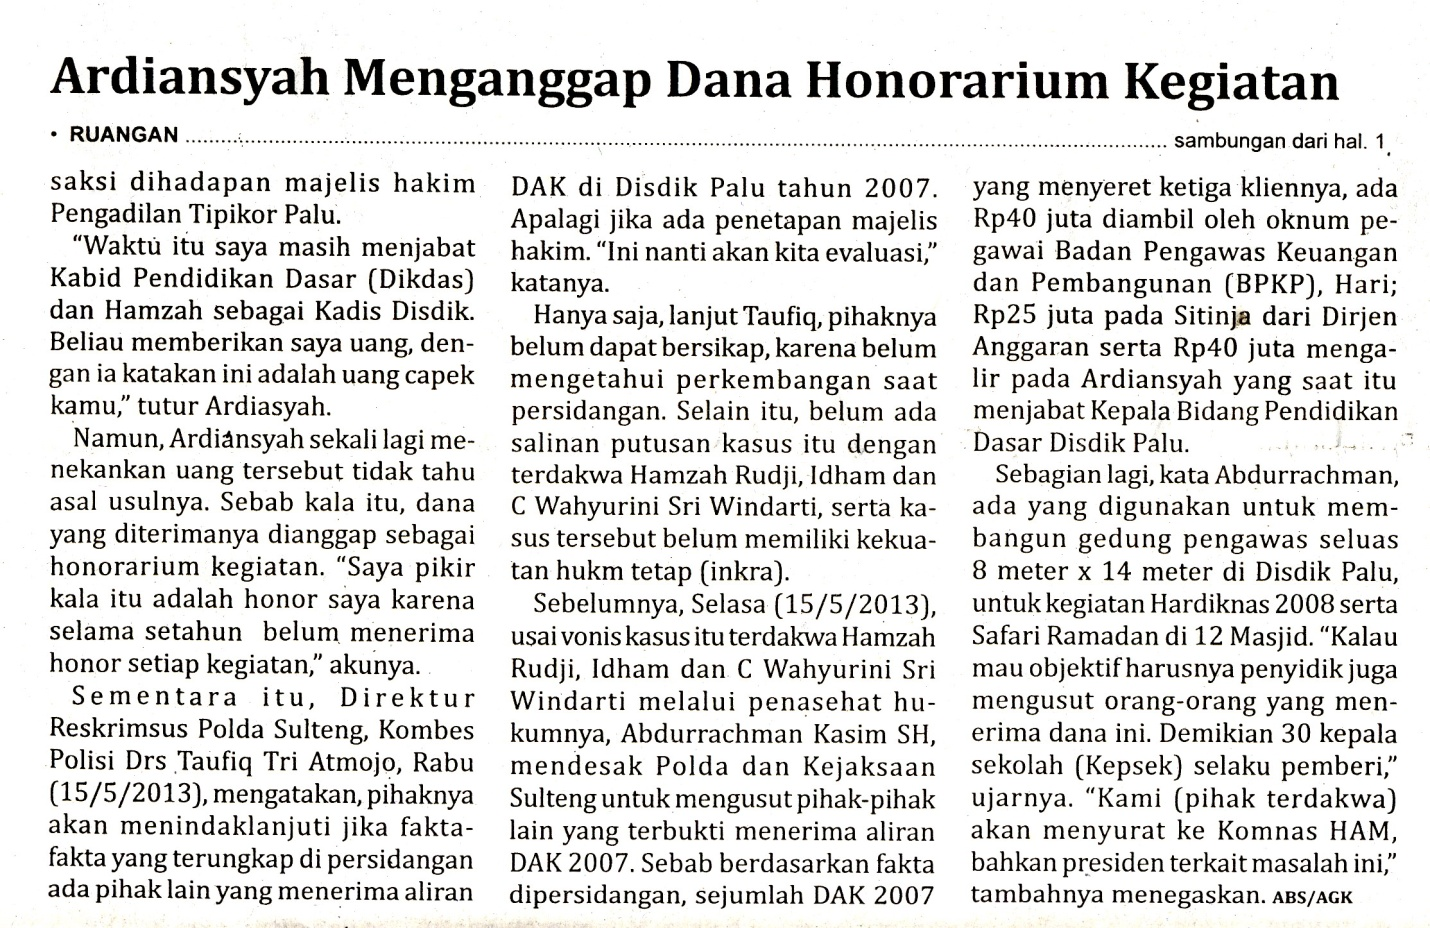 Ardiansyah Menganggap Dana Honorarium Kegiatan
• RUANGAN ........................ sambungan dari hal. 1
saksi dihadapan majelis hakim
Pengadilan Tipikor Palu.
“Waktu itu saya masih menjabat
Kabid Pendidikan Dasar (Dikdas)
dan Hamzah sebagai Kadis Disdik.
Beliau memberikan saya uang, den-
gan ia katakan ini adalah uang capek
kamu,” tutur Ardiasyah.
Namun, Ardiansyah sekali lagi me-
nekankan uang tersebut tidak tahu
asal usulnya. Sebab kala itu, dana
yang diterimanya dianggap sebagai
honorarium kegiatan. “Saya pikir
kala itu adalah honor saya karena
selama setahun belum menerima
honor setiap kegiatan,” akunya.
Sementara itu, Direktur
Reskrimsus Polda Sulteng, Kombes
Polisi Drs Taufiq Tri Atmojo, Rabu
(15/5/2013), mengatakan, pihaknya
akan menindaklanjuti jika fakta-
fakta yang terungkap di persidangan
ada pihak lain yang menerima aliran
DAK di Disdik Palu tahun 2007.
Apalagi jika ada penetapan majelis
hakim. “Ini nanti akan kita evaluasi,”
katanya.
Hanya saja, lanjut Taufiq, pihaknya
belum dapat bersikap, karena belum
mengetahui perkembangan saat
persidangan. Selain itu, belum ada
salinan putusan kasus itu dengan
terdakwa Hamzah Rudji, Idham dan
C Wahyurini Sri Windarti, serta ka-
sus tersebut belum memiliki kekua-
tan hukm tetap (inkra).
Sebelumnya, Selasa (15/5/2013),
usai vonis kasus itu terdakwa Hamzah
Rudji, Idham dan C Wahyurini Sri
Windarti melalui penasehat hu-
kumnya, Abdurrachman Kasim SH,
mendesak Polda dan Kejaksaan
Sulteng untuk mengusut pihak-pihak
lain yang terbukti menerima aliran
DAK 2007. Sebab berdasarkan fakta
dipersidangan, sejumlah DAK 2007
yang menyeret ketiga kliennya, ada
Rp40 juta diambil oleh oknum pe-
gawai Badan Pengawas Keuangan
dan Pembangunan (BPKP), Hari;
Rp25 juta pada Sitinja dari Dirjen
Anggaran serta Rp40 juta menga-
lir pada Ardiansyah yang saat itu
menjabat Kepala Bidang Pendidikan
Dasar Disdik Palu.
Sebagian lagi, kata Abdurrachman,
ada yang digunakan untuk mem-
bangun gedung pengawas seluas
8 meter x 14 meter di Disdik Palu,
untuk kegiatan Hardiknas 2008 serta
Safari Ramadan di 12 Masjid. “Kalau
mau objektif harusnya penyidik juga
mengusut orang-orang yang men-
erima dana ini. Demikian 30 kepala
sekolah (Kepsek) selaku pemberi,”
ujarnya. “Kami (pihak terdakwa)
akan menyurat ke Komnas HAM,
bahkan presiden terkait masalah ini,”
tambahnya menegaskan. ABS/AGK